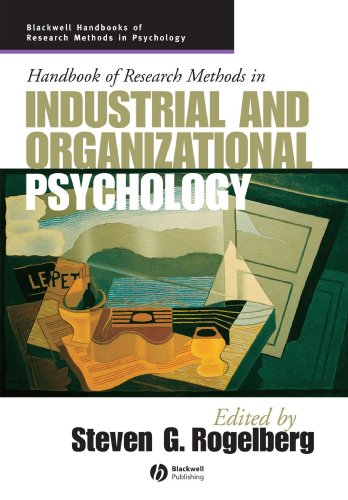 Blackwell Handbooks of
Research Methods in Psychology
Handbook of Research Methods in
INDUSTRIAL AND
ORGANIZATIONAL
PSYCHOLOGY
LE PET
Edited by
Steven G. Rogelberg
Blackwell
Publishing